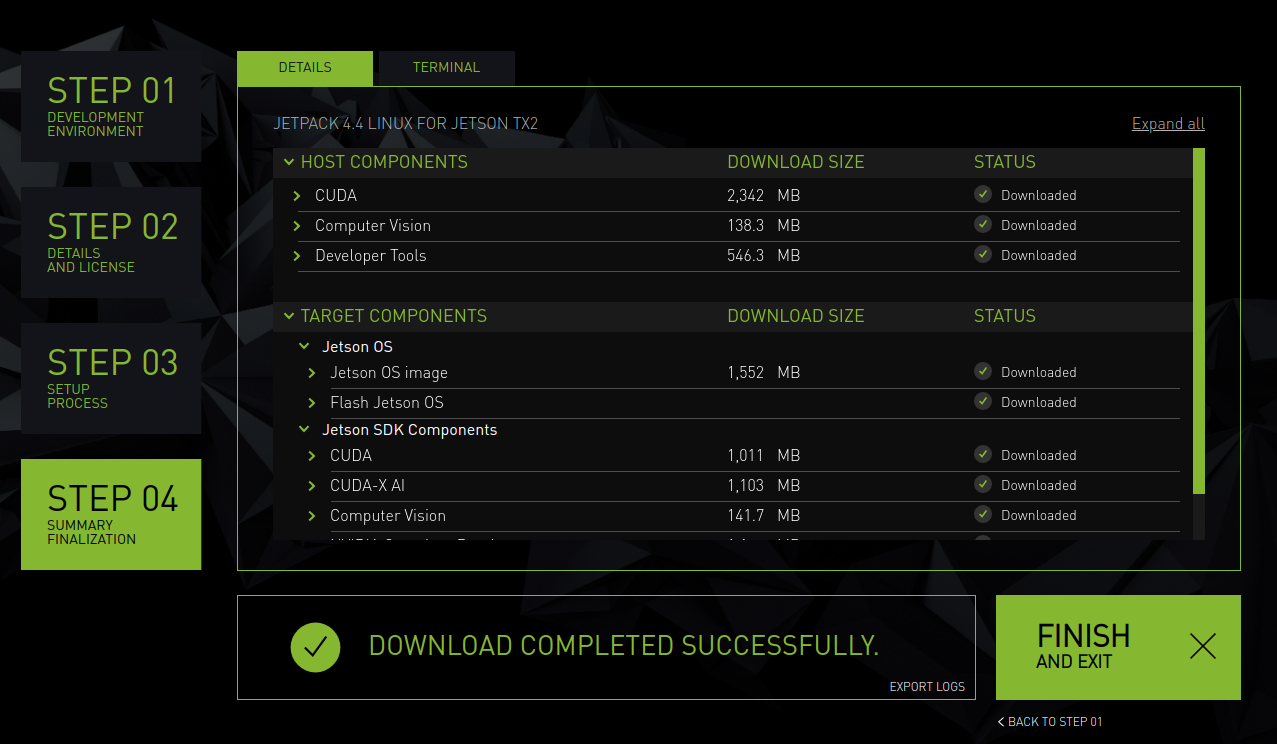 STEP 01
DEVELOPMENT
ENVIRONMENT
STEP 02
DETAILS
AND LICENSE
STEP 03
SETUP
PROCESS
STEP 04
SUMMARY
FINALIZATION
DETAILS TERMINAL
JETPACK 4.4 LINUX FOR JETSON TX2 Expand all
HOST COMPONENTS DOWNLOAD SIZE STATUS
CUDA 2,342 MB Downloaded
Computer Vision 138.3 MB Downloaded
Developer Tools 546.3 MB Downloaded
TARGET COMPONENTS DOWNLOAD SIZE STATUS
Jetson OS
Jetson OS image 1,552 MB Downloaded
Flash Jetson OS Downloaded
Jetson SDK Components
CUDA 1,011 MB Downloaded
CUDA-X AI 1,103 MB Downloaded
Computer Vision 141.7 MB Downloaded
DOWNLOAD COMPLETED SUCCESSFULLY.
EXPORT LOGS
FINISH
AND EXIT
< BACK TO STEP 01